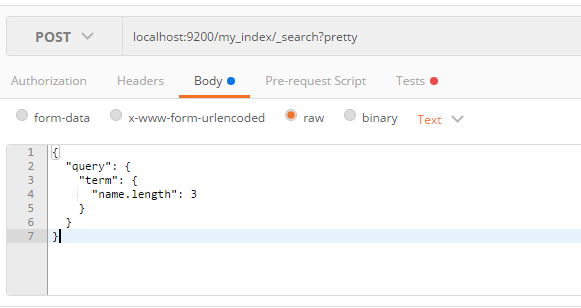 POST localhost:9200/my_index/_search?pretty
Authorization Headers Body Pre-request Script Tests
form-data x-www-form-urlencoded raw binary Text
1 {
2   "query": {
3     "term": {
4       "name.length": 3
5     }
6   }
7 }